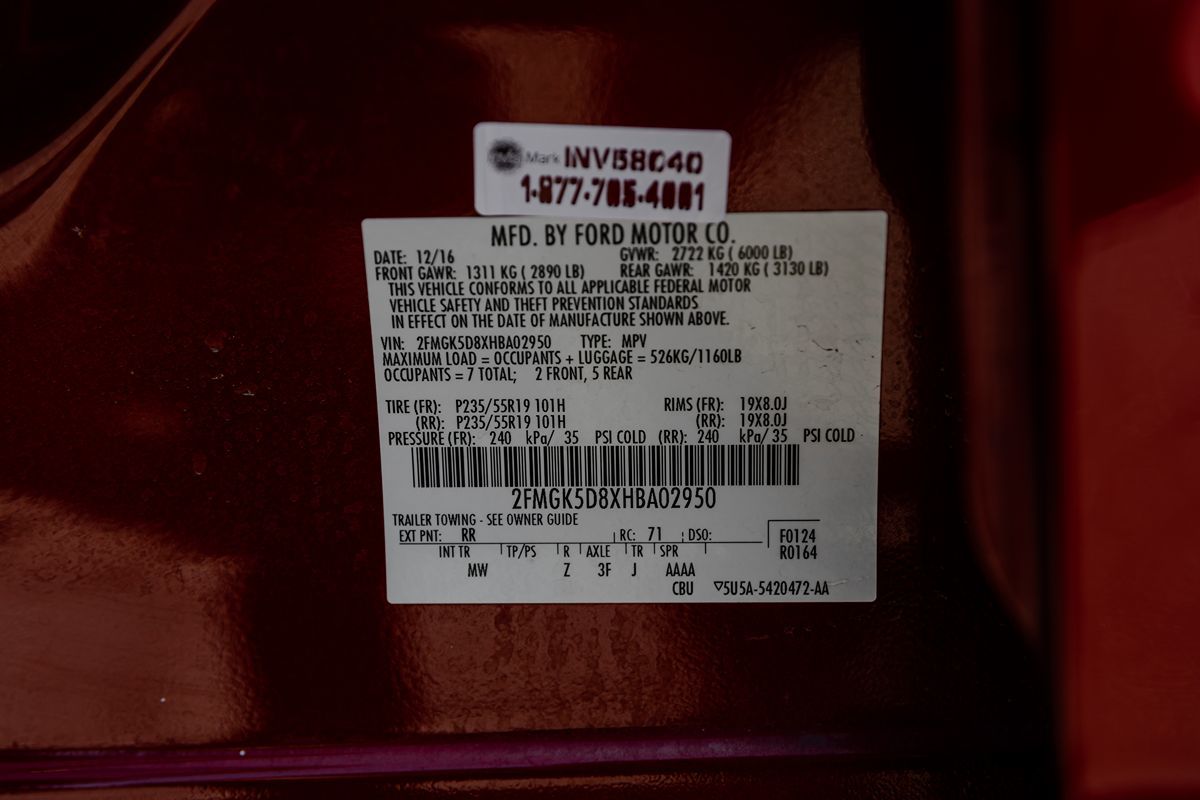 Mark INV58040
1-877-705-4001
MFD. BY FORD MOTOR CO.
DATE: 12/16 GVWR: 2722 KG ( 6000 LB)
FRONT GAWR: 1311 KG ( 2890 LB) REAR GAWR: 1420 KG ( 3130 LB)
THIS VEHICLE CONFORMS TO ALL APPLICABLE FEDERAL MOTOR
VEHICLE SAFETY AND THEFT PREVENTION STANDARDS
IN EFFECT ON THE DATE OF MANUFACTURE SHOWN ABOVE.
VIN: 2FMGK5D8XHBA02950 TYPE: MPV
MAXIMUM LOAD = OCCUPANTS + LUGGAGE = 526KG/1160LB
OCCUPANTS = 7 TOTAL; 2 FRONT, 5 REAR
TIRE (FR): P235/55R19 101H RIMS (FR): 19X8.0J
(RR): P235/55R19 101H (RR): 19X8.0J
PRESSURE (FR): 240 kPa/ 35 PSI COLD (RR): 240 kPa/ 35 PSI COLD
2FMGK5D8XHBA02950
TRAILER TOWING - SEE OWNER GUIDE
EXT PNT: RR RC: 71 DSO: F0124
INT TR TP/PS R AXLE TR SPR R0164
MW Z 3F J AAAA
CBU ▽5U5A-5420472-AA